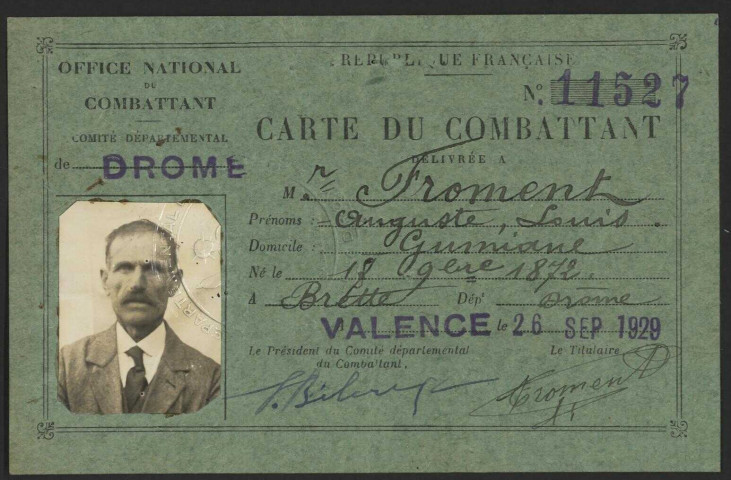 OFFICE NATIONAL
DU
COMBATTANT
COMITÉ DÉPARTEMENTAL
de DROME
RÉPUBLIQUE FRANÇAISE
N° 11527
CARTE DU COMBATTANT
DÉLIVRÉE A
M r Froment
Prénoms : Auguste, Louis.
Domicile : Gumiane
Né le 18 9bre 1872.
A Brette Dépt Drôme
VALENCE le 26 SEP 1929
Le Président du Comité départemental
du Combattant,
Le Titulaire
Froment